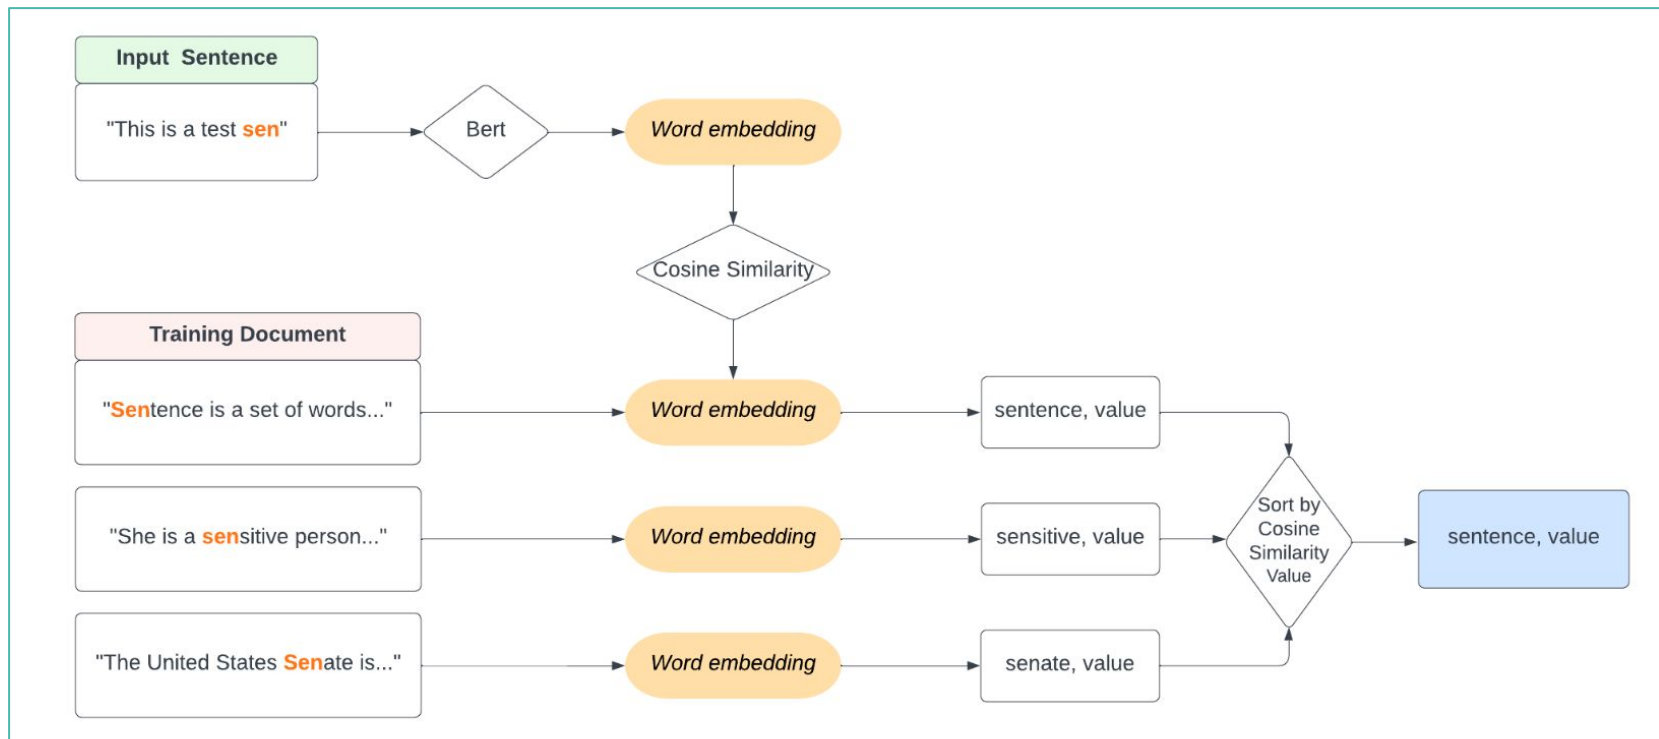 Input Sentence
"This is a test sen"
Bert
Word embedding
Cosine Similarity
Training Document
"Sentence is a set of words..."
Word embedding
sentence, value
"She is a sensitive person..."
Word embedding
sensitive, value
Sort by
Cosine
Similarity
Value
sentence, value
"The United States Senate is..."
Word embedding
senate, value